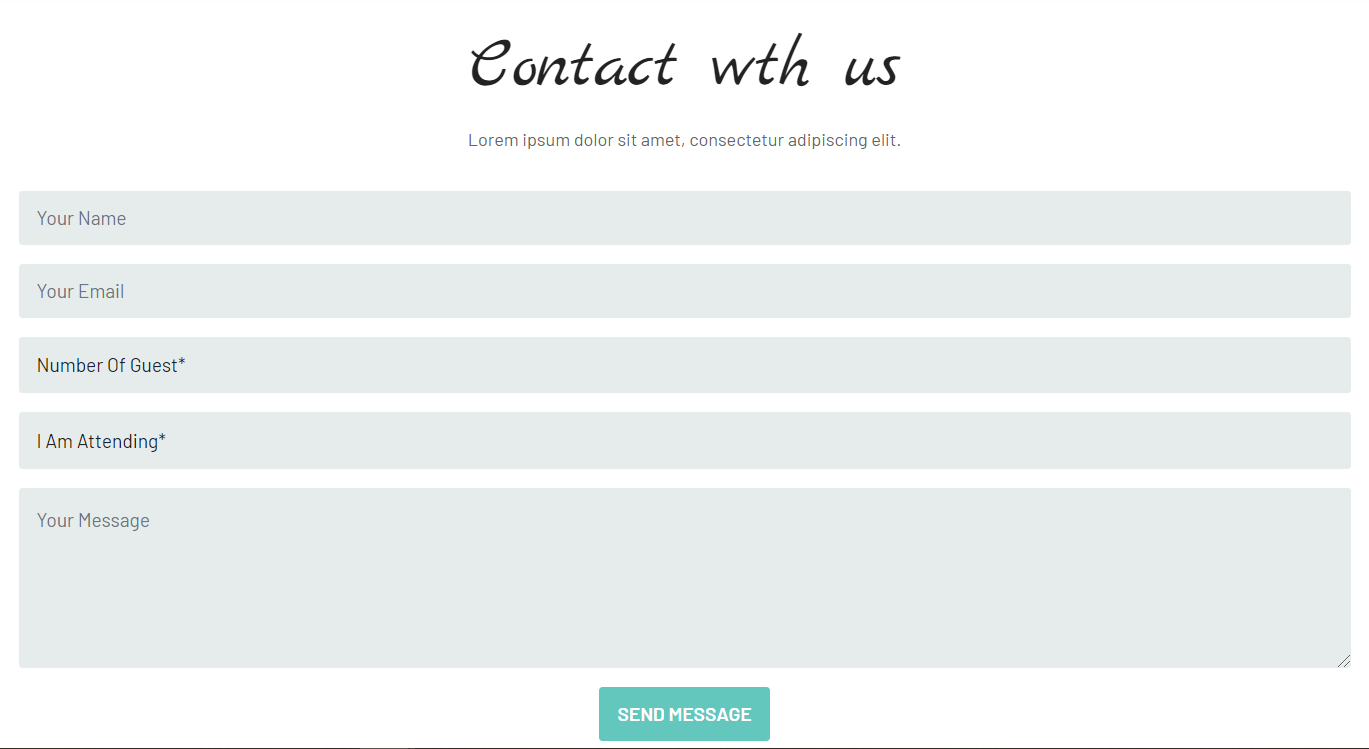 Contact wth us
Lorem ipsum dolor sit amet, consectetur adipiscing elit.
Your Name
Your Email
Number Of Guest*
I Am Attending*
Your Message
SEND MESSAGE